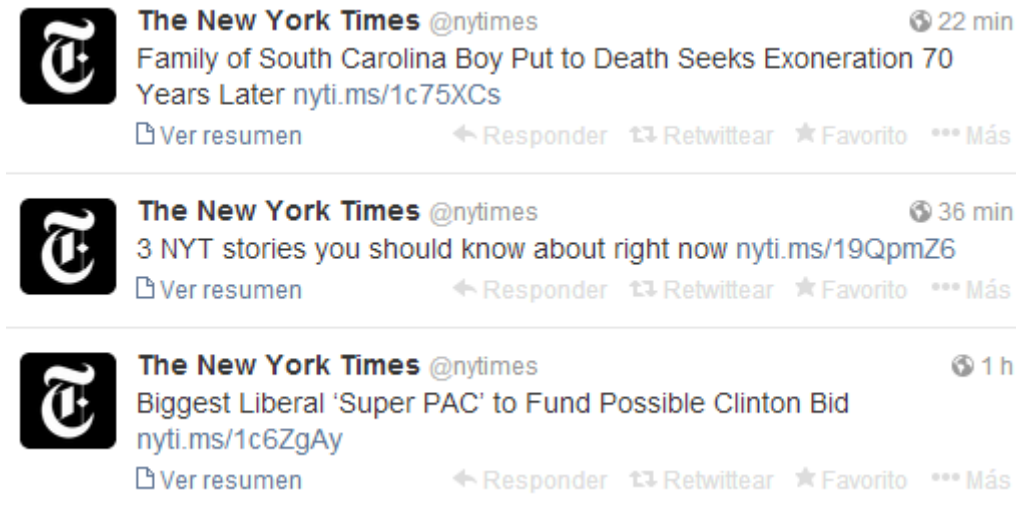 The New York Times @nytimes 22 min
Family of South Carolina Boy Put to Death Seeks Exoneration 70
Years Later nyti.ms/1c75XCs
Ver resumen Responder Retwittear Favorito Más
The New York Times @nytimes 36 min
3 NYT stories you should know about right now nyti.ms/19QpmZ6
Ver resumen Responder Retwittear Favorito Más
The New York Times @nytimes 1 h
Biggest Liberal ‘Super PAC’ to Fund Possible Clinton Bid
nyti.ms/1c6ZgAy
Ver resumen Responder Retwittear Favorito Más